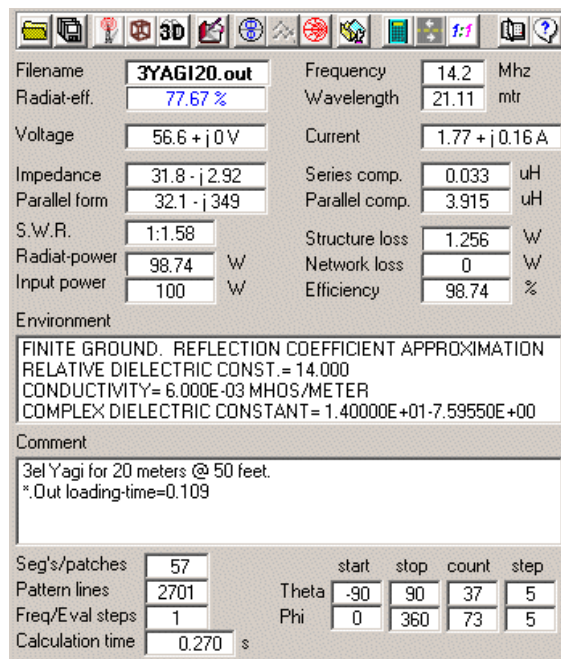 3D f:f ?
Filename 3YAGI20.out Frequency 14.2 Mhz
Radiat-eff. 77.67 % Wavelength 21.11 mtr
Voltage 56.6 + j 0 V Current 1.77 + j 0.16 A
Impedance 31.8 - j 2.92 Series comp. 0.033 uH
Parallel form 32.1 - j 349 Parallel comp. 3.915 uH
S.W.R. 1:1.58 Structure loss 1.256 W
Radiat-power 98.74 W Network loss 0 W
Input power 100 W Efficiency 98.74 %
Environment
FINITE GROUND. REFLECTION COEFFICIENT APPROXIMATION
RELATIVE DIELECTRIC CONST.= 14.000
CONDUCTIVITY= 6.000E-03 MHOS/METER
COMPLEX DIELECTRIC CONSTANT= 1.40000E+01-7.59550E+00
Comment
3el Yagi for 20 meters @ 50 feet.
*.Out loading-time=0.109
Seg's/patches 57 start stop count step
Pattern lines 2701 Theta -90 90 37 5
Freq/Eval steps 1 Phi 0 360 73 5
Calculation time 0.270 s